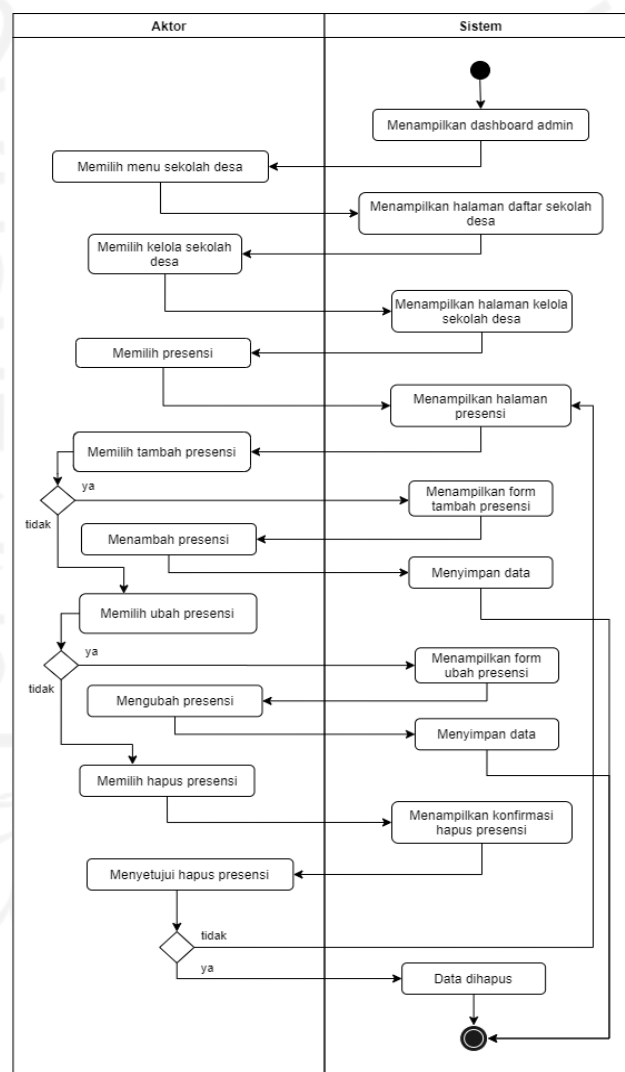 Aktor
Sistem
Menampilkan dashboard admin
Memilih menu sekolah desa
Menampilkan halaman daftar sekolah
desa
Memilih kelola sekolah
desa
Menampilkan halaman kelola
sekolah desa
Memilih presensi
Menampilkan halaman
presensi
Memilih tambah presensi
ya
tidak
Menampilkan form
tambah presensi
Menambah presensi
Menyimpan data
Memilih ubah presensi
ya
tidak
Menampilkan form
ubah presensi
Mengubah presensi
Menyimpan data
Memilih hapus presensi
Menampilkan konfirmasi
hapus presensi
Menyetujui hapus presensi
tidak
ya
Data dihapus